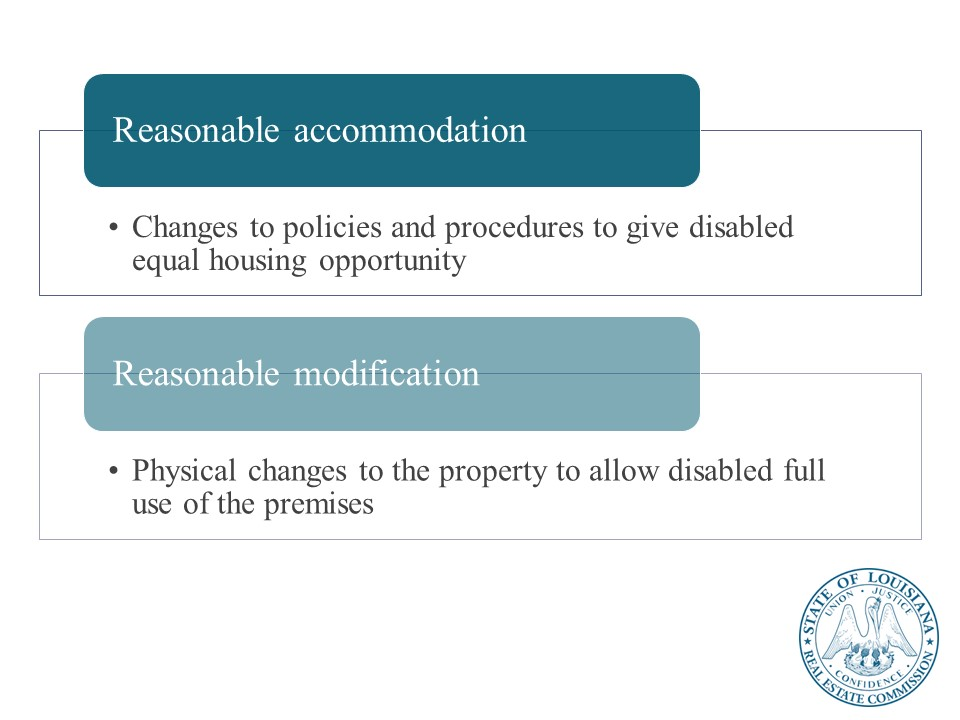 Reasonable accommodation
• Changes to policies and procedures to give disabled
equal housing opportunity
Reasonable modification
• Physical changes to the property to allow disabled full
use of the premises
STATE OF LOUISIANA
UNION · JUSTICE
CONFIDENCE
REAL ESTATE COMMISSION